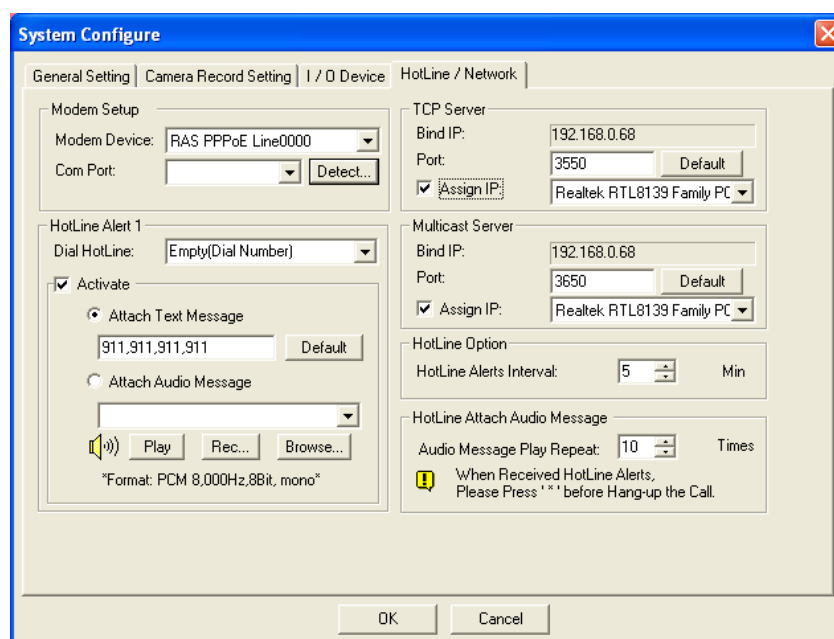 System Configure
General Setting Camera Record Setting I / O Device HotLine / Network
Modem Setup
Modem Device: RAS PPPoE Line0000
Com Port: Detect...
HotLine Alert 1
Dial HotLine: Empty(Dial Number)
Activate
Attach Text Message
911,911,911,911 Default
Attach Audio Message
Play Rec... Browse...
"Format: PCM 8,000Hz,8Bit, mono"
TCP Server
Bind IP: 192.168.0.68
Port: 3550 Default
Assign IP: Realtek RTL8139 Family PC
Multicast Server
Bind IP: 192.168.0.68
Port: 3650 Default
Assign IP: Realtek RTL8139 Family PC
HotLine Option
HotLine Alerts Interval: 5 Min
HotLine Attach Audio Message
Audio Message Play Repeat: 10 Times
When Received HotLine Alerts,
Please Press ' * ' before Hang-up the Call.
OK Cancel